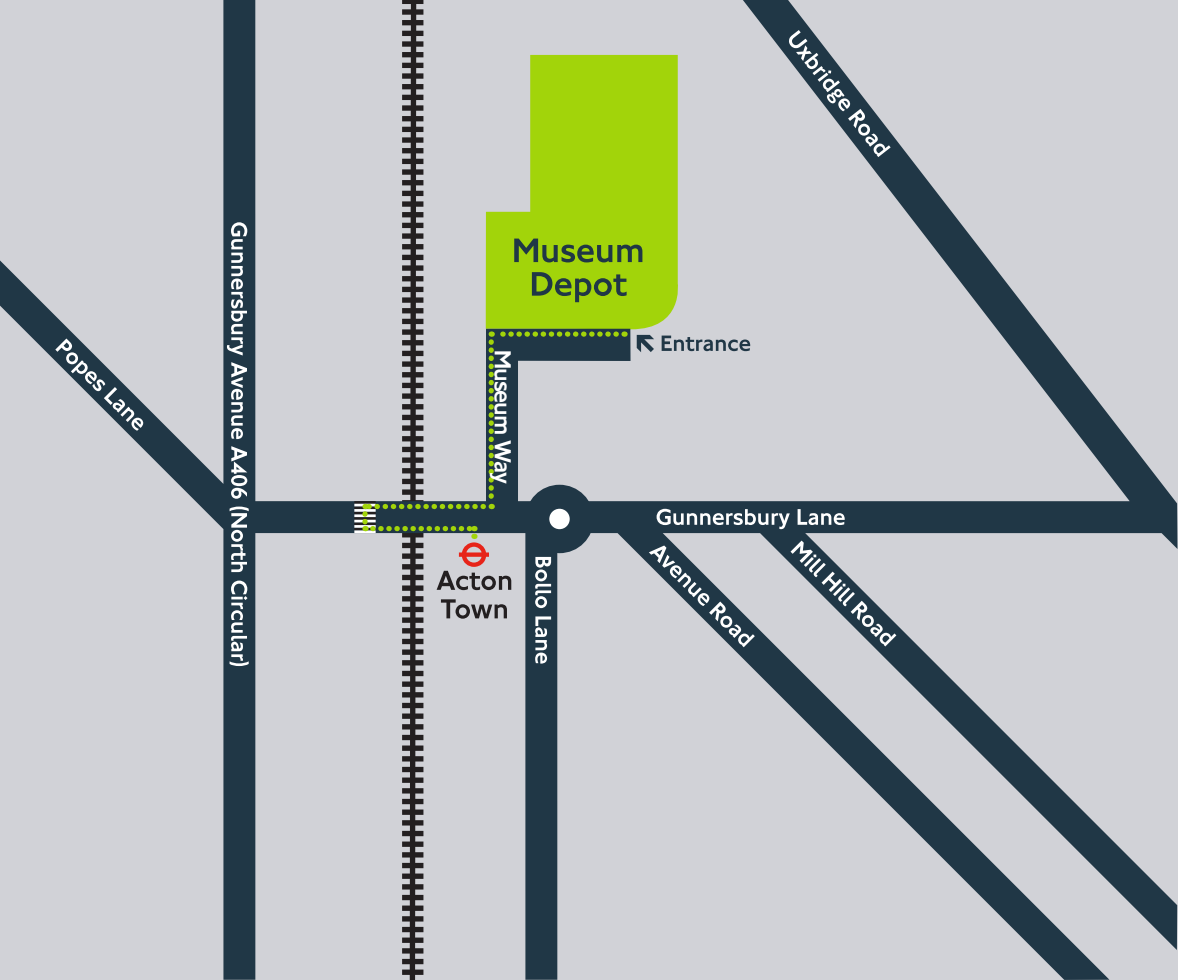 Uxbridge Road
Museum
Depot
Gunnersbury Avenue A406 (North Circular)
Entrance
Popes Lane
Museum Way
Gunnersbury Lane
Acton
Town
Bollo Lane
Avenue Road
Mill Hill Road